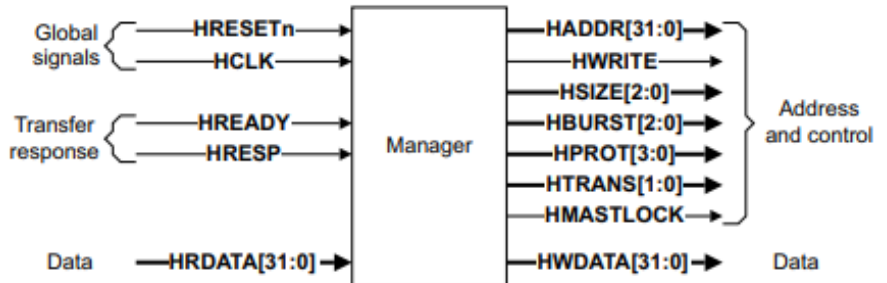 Global
signals
HRESETn
HCLK
Transfer
response
HREADY
HRESP
Data
HRDATA[31:0]
Manager
HADDR[31:0]
HWRITE
HSIZE[2:0]
HBURST[2:0]
HPROT[3:0]
HTRANS[1:0]
HMASTLOCK
Address
and control
HWDATA[31:0]
Data